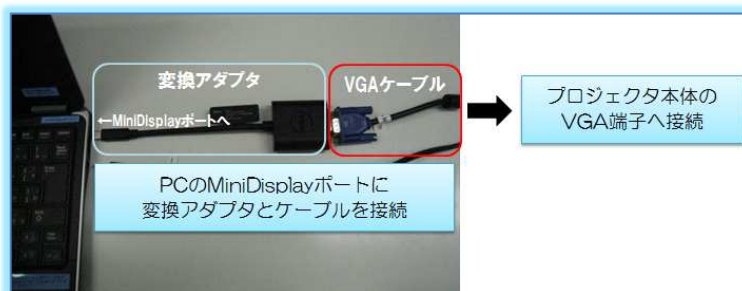 変換アダプタ
VGAケーブル
←MiniDisplayポートへ
PCのMiniDisplayポートに
変換アダプタとケーブルを接続
プロジェクタ本体の
VGA端子へ接続